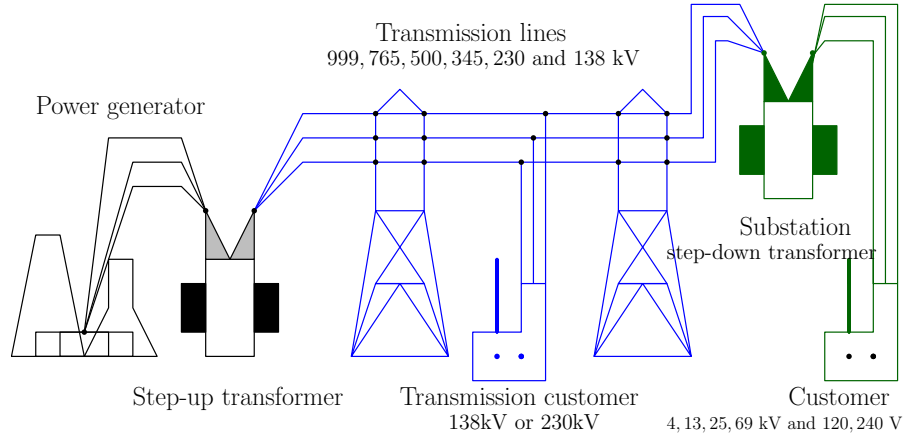 Transmission lines
999, 765, 500, 345, 230 and 138 kV
Power generator
Substation
step-down transformer
Step-up transformer
Transmission customer
138kV or 230kV
Customer
4, 13, 25, 69 kV and 120, 240 V